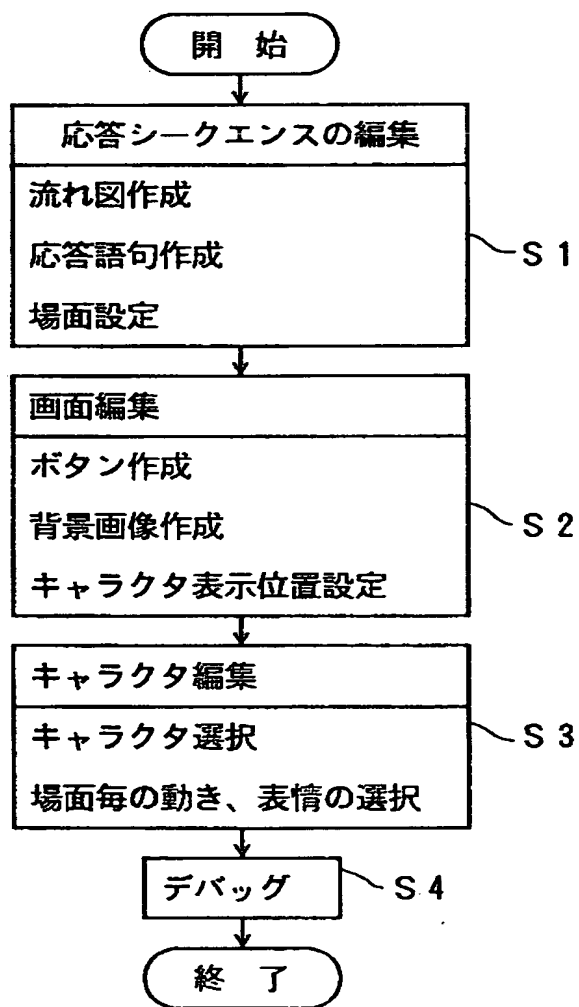 開 始
応答シークエンスの編集
流れ図作成
応答語句作成
場面設定
S1
画面編集
ボタン作成
背景画像作成
キャラクタ表示位置設定
S2
キャラクタ編集
キャラクタ選択
場面毎の動き、表情の選択
S3
デバッグ
S4
終 了